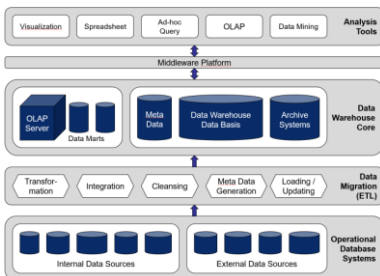 Visualization
Spreadsheet
Ad-hoc
Query
OLAP
Data Mining
Analysis
Tools
Middleware Platform
OLAP
Server
Data Marts
Meta
Data
Data Warehouse
Data Basis
Archive
Systems
Data
Warehouse
Core
Transfor-
mation
Integration
Cleansing
Meta Data
Generation
Loading /
Updating
Data
Migration
(ETL)
Internal Data Sources
External Data Sources
Operational
Database
Systems